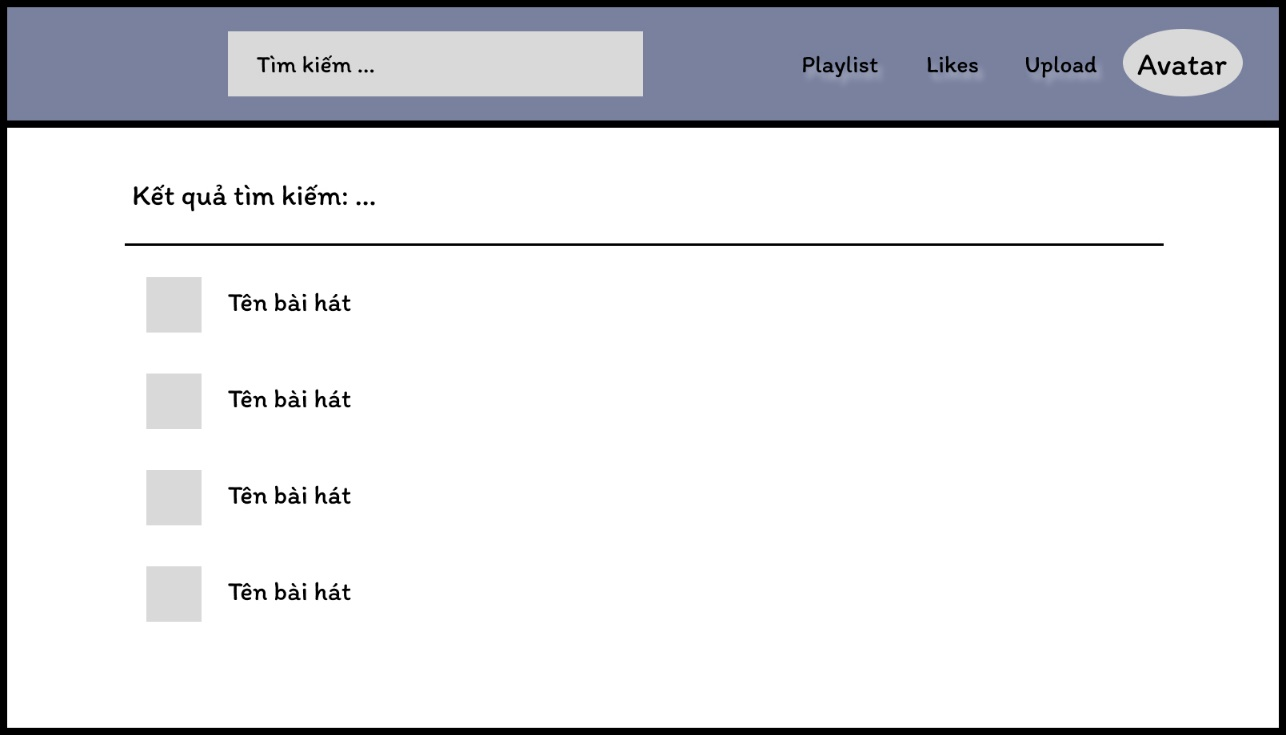 Tìm kiếm ...
Playlist
Likes
Upload
Avatar
Kết quả tìm kiếm: ...
Tên bài hát
Tên bài hát
Tên bài hát
Tên bài hát